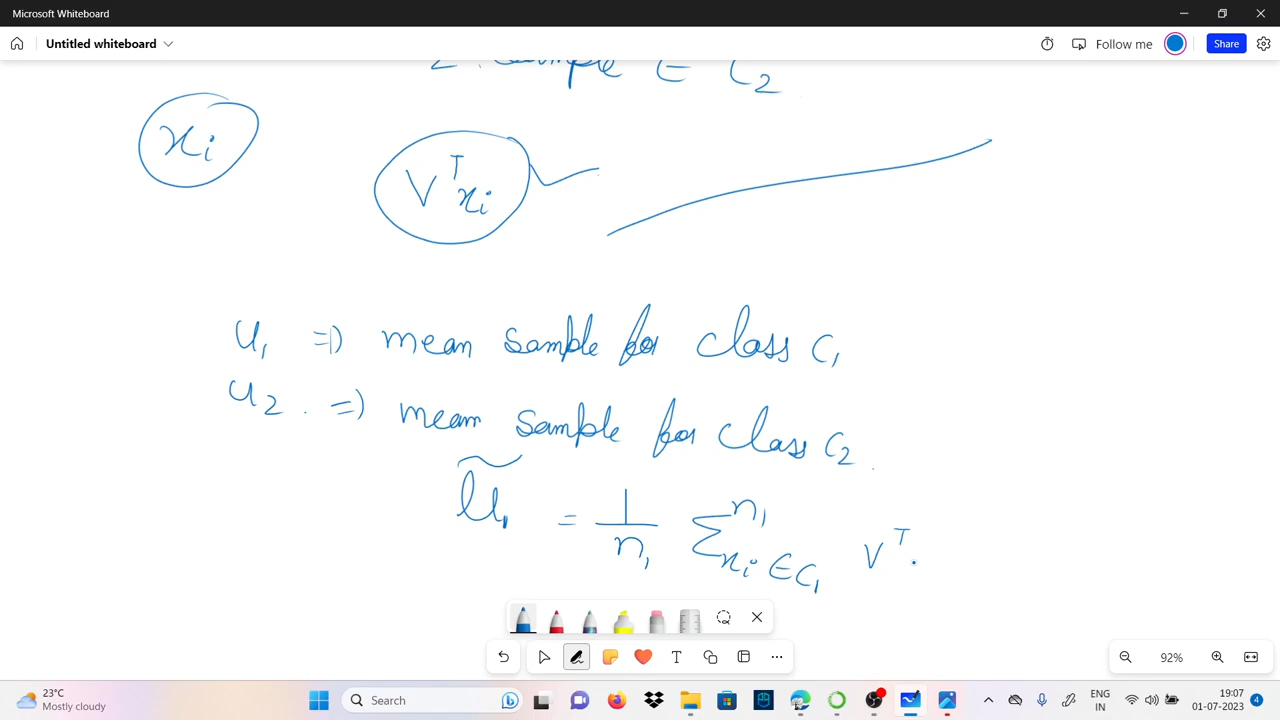 Microsoft Whiteboard
Untitled whiteboard
Follow me
Share
2 : sample ∈ C2
xi
V^T xi
u1 => mean sample for class C1
u2 . => mean sample for class C2 .
ũ1 = 1/n1 Σ^n1 xi ∈ C1 V^T .
92%
23°C
Mostly cloudy
Search
ENG
IN
19:07
01-07-2023
4